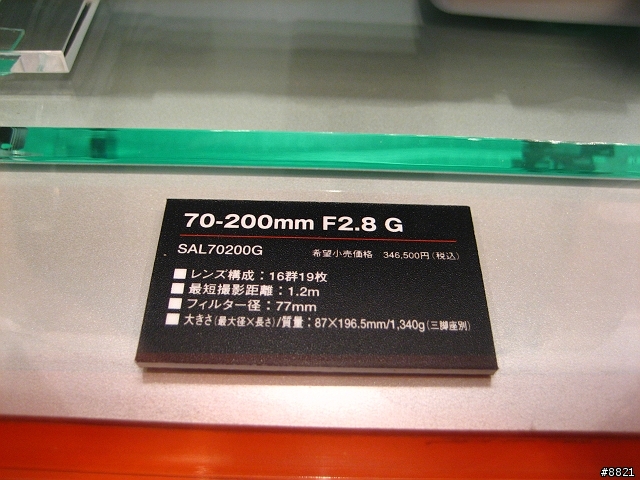 70-200mm F2.8 G
SAL70200G 希望小売価格 346,500円(税込)
■レンズ構成：16群19枚
■最短撮影距離：1.2m
■フィルター径：77mm
■大きさ(最大径×長さ)/質量：87×196.5mm/1,340g(三脚座別)
#8821